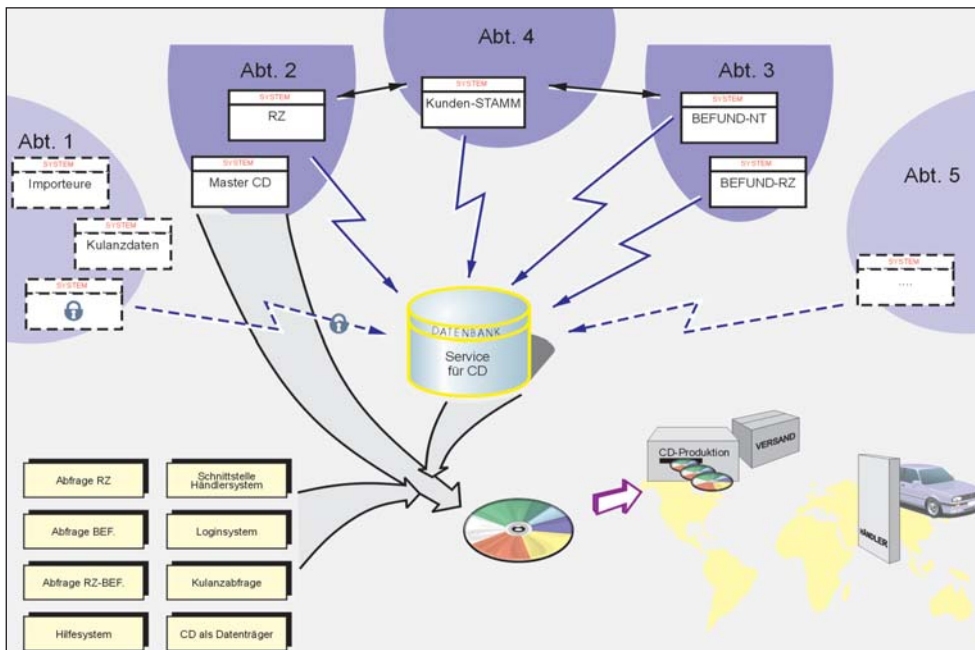 Abt. 4
Abt. 2
Abt. 3
SYSTEM
Kunden-STAMM
SYSTEM
RZ
SYSTEM
BEFUND-NT
Abt. 1
SYSTEM
Importeure
SYSTEM
Master CD
SYSTEM
BEFUND-RZ
Abt. 5
SYSTEM
Kulanzdaten
SYSTEM
....
SYSTEM
DATENBANK
Service
für CD
VERSAND
CD-Produktion
HÄNDLER
Abfrage RZ
Schnittstelle
Händlersystem
Abfrage BEF.
Loginsystem
Abfrage RZ-BEF.
Kulanzabfrage
Hilfesystem
CD als Datenträger